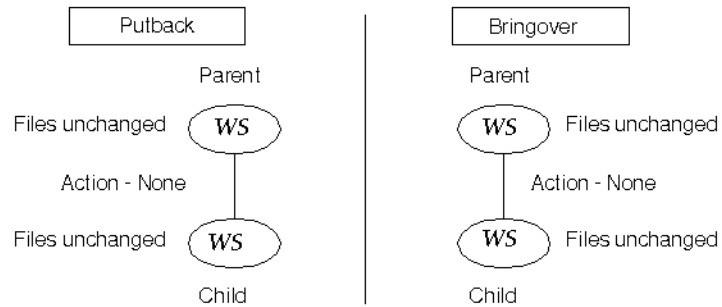 Putback
Parent
Files unchanged
WS
Action - None
Files unchanged
WS
Child
Bringover
Parent
WS
Files unchanged
Action - None
WS
Files unchanged
Child